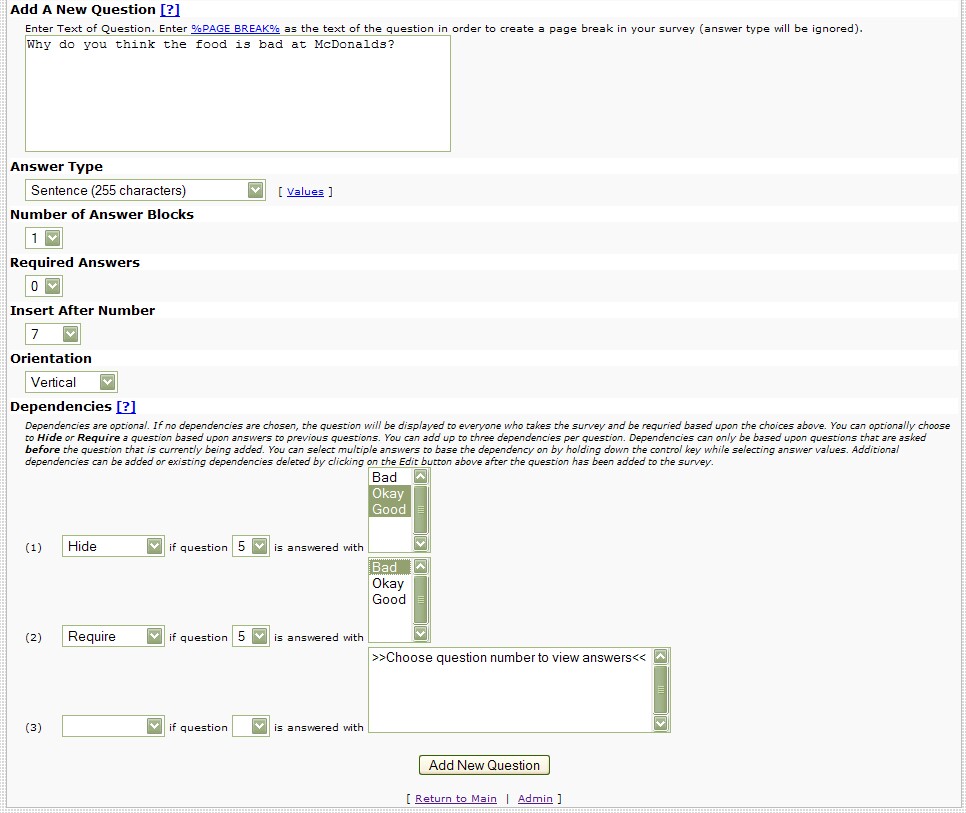 Add A New Question [?]
Enter Text of Question. Enter %PAGE BREAK% as the text of the question in order to create a page break in your survey (answer type will be ignored).
Why do you think the food is bad at McDonalds?
Answer Type
Sentence (255 characters) [ Values ]
Number of Answer Blocks
1
Required Answers
0
Insert After Number
7
Orientation
Vertical
Dependencies [?]
Dependencies are optional. If no dependencies are chosen, the question will be displayed to everyone who takes the survey and be requried based upon the choices above. You can optionally choose
to Hide or Require a question based upon answers to previous questions. You can add up to three dependencies per question. Dependencies can only be based upon questions that are asked
before the question that is currently being added. You can select multiple answers to base the dependency on by holding down the control key while selecting answer values. Additional
dependencies can be added or existing dependencies deleted by clicking on the Edit button above after the question has been added to the survey.
Bad
Okay
Good
(1) Hide if question 5 is answered with
Bad
Okay
Good
(2) Require if question 5 is answered with
>>Choose question number to view answers<<
(3) if question is answered with
Add New Question
[ Return to Main | Admin ]